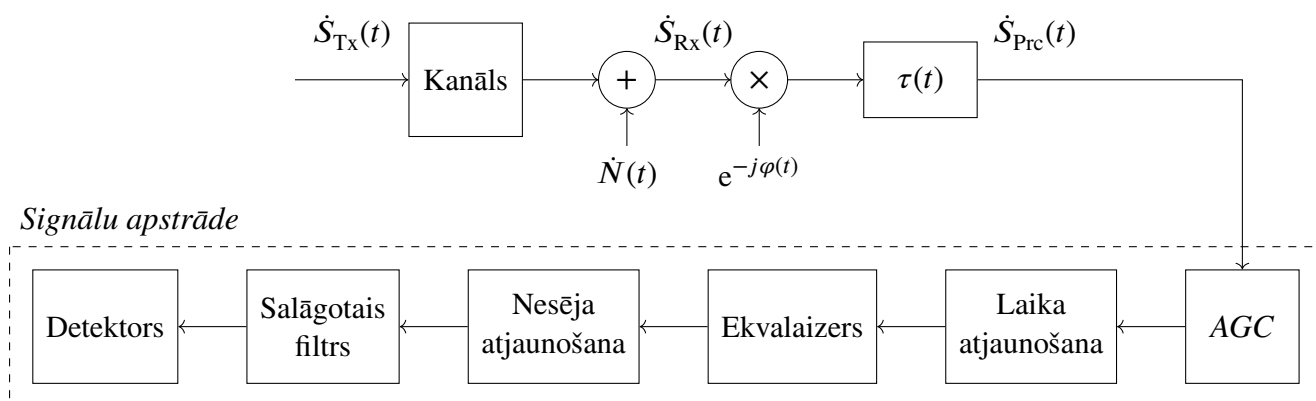 Ṡ_Tx(t)
Kanāls
+
Ṅ(t)
Ṡ_Rx(t)
×
e^{−jφ(t)}
τ(t)
Ṡ_Prc(t)
Signālu apstrāde
Detektors
Salāgotais
filtrs
Nesēja
atjaunošana
Ekvalaizers
Laika
atjaunošana
AGC